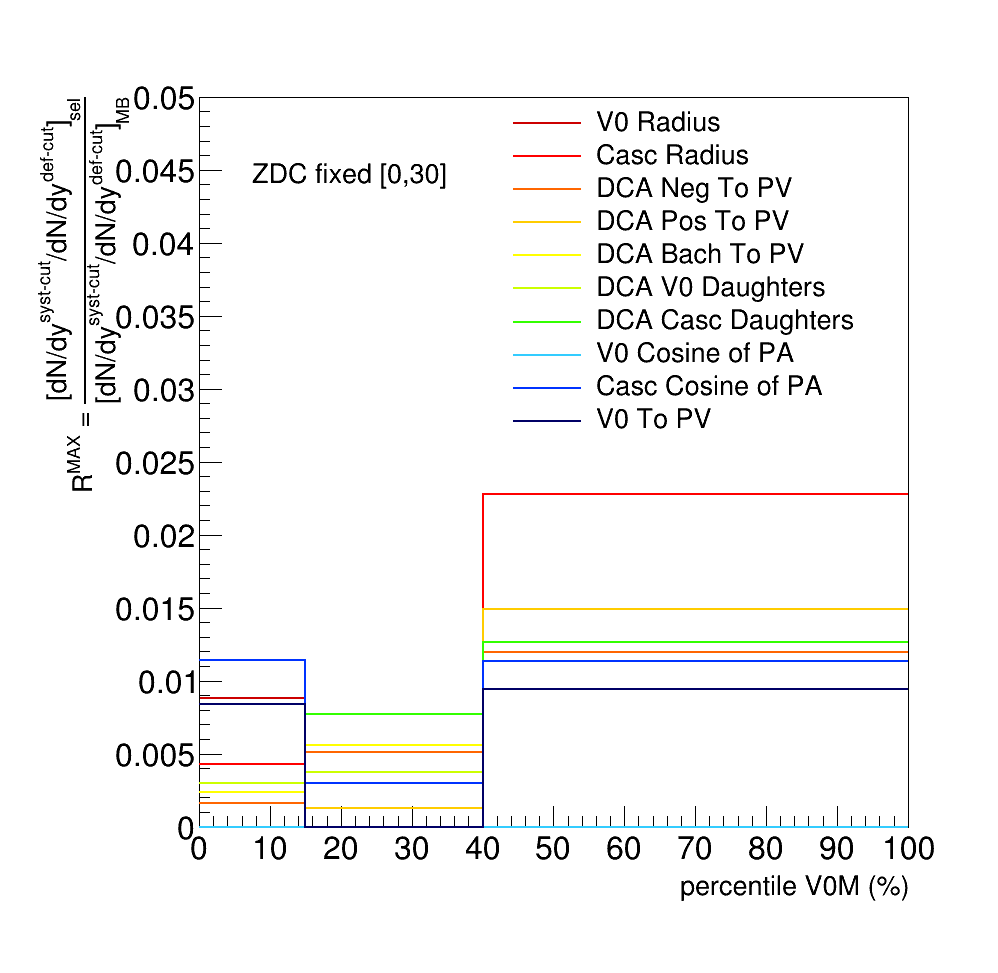 R^MAX = [dN/dy^syst-cut/dN/dy^def-cut]_sel
[dN/dy^syst-cut/dN/dy^def-cut]_MB
0.05
0.045
0.04
0.035
0.03
0.025
0.02
0.015
0.01
0.005
0
ZDC fixed [0,30]
V0 Radius
Casc Radius
DCA Neg To PV
DCA Pos To PV
DCA Bach To PV
DCA V0 Daughters
DCA Casc Daughters
V0 Cosine of PA
Casc Cosine of PA
V0 To PV
0 10 20 30 40 50 60 70 80 90 100
percentile V0M (%)